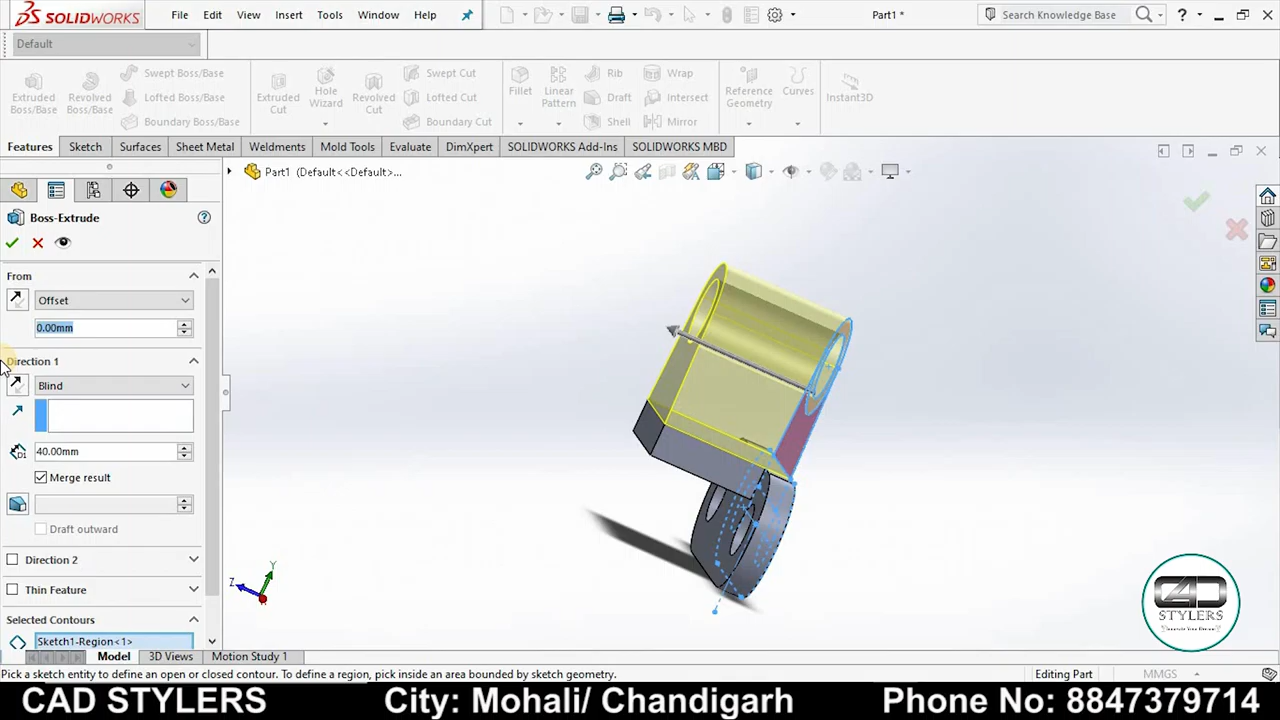 SOLIDWORKS
File
Edit
View
Insert
Tools
Window
Help
Part1 *
Search Knowledge Base
?
Default
Extruded Boss/Base
Revolved Boss/Base
Swept Boss/Base
Lofted Boss/Base
Boundary Boss/Base
Extruded Cut
Hole Wizard
Revolved Cut
Swept Cut
Lofted Cut
Boundary Cut
Fillet
Linear Pattern
Rib
Draft
Shell
Wrap
Intersect
Mirror
Reference Geometry
Curves
Instant3D
Features
Sketch
Surfaces
Sheet Metal
Weldments
Mold Tools
Evaluate
DimXpert
SOLIDWORKS Add-Ins
SOLIDWORKS MBD
Part1 (Default<<Default>...
Boss-Extrude
From
Offset
0.00mm
Direction 1
Blind
40.00mm
Merge result
Draft outward
Direction 2
Thin Feature
Selected Contours
Sketch1-Region<1>
Y
Z
CAD
STYLERS
Model
3D Views
Motion Study 1
Pick a sketch entity to define an open or closed contour. To define a region, pick inside an area bounded by sketch geometry.
Editing Part
MMGS
CAD STYLERS
City: Mohali/ Chandigarh
Phone No: 8847379714